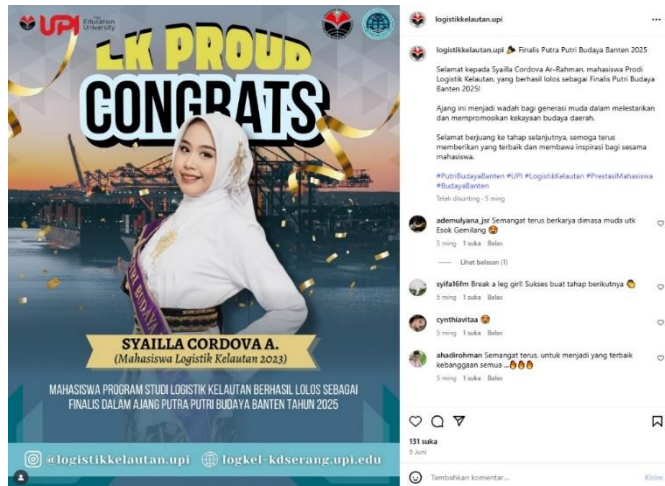 UPI The
Education
University
LK PROUD
CONGRATS
SYAILLA CORDOVA A.
(Mahasiswa Logistik Kelautan 2023)
MAHASISWA PROGRAM STUDI LOGISTIK KELAUTAN BERHASIL LOLOS SEBAGAI
FINALIS DALAM AJANG PUTRA PUTRI BUDAYA BANTEN TAHUN 2025
@logistikkelautan.upi logkel-kdserang.upi.edu
logistikkelautan.upi
logistikkelautan.upi 🎉 Finalis Putra Putri Budaya Banten 2025
Selamat kepada Syailla Cordova Ar-Rahman, mahasiswa Prodi
Logistik Kelautan, yang berhasil lolos sebagai Finalis Putri Budaya
Banten 2025!
Ajang ini menjadi wadah bagi generasi muda dalam melestarikan
dan mempromosikan kekayaan budaya daerah.
Selamat berjuang ke tahap selanjutnya, semoga terus
memberikan yang terbaik dan membawa inspirasi bagi sesama
mahasiswa.
#PutriBudayaBanten #UPI #LogistikKelautan #PrestasiMahasiswa
#BudayaBanten
Telah disunting · 5 ming
ademulyana_jsr Semangat terus berkarya dimasa muda utk
Esok Gemilang 😍
5 ming 1 suka Balas
Lihat balasan (1)
syifa16fm Break a leg girl! Sukses buat tahap berikutnya 👏
5 ming 1 suka Balas
cynthiavitaa 😍
5 ming 1 suka Balas
ahadirohman Semangat terus, untuk menjadi yang terbaik
kebanggaan semua ...🔥🔥🔥
5 ming 1 suka Balas
131 suka
5 Juni
Tambahkan komentar... Kirim